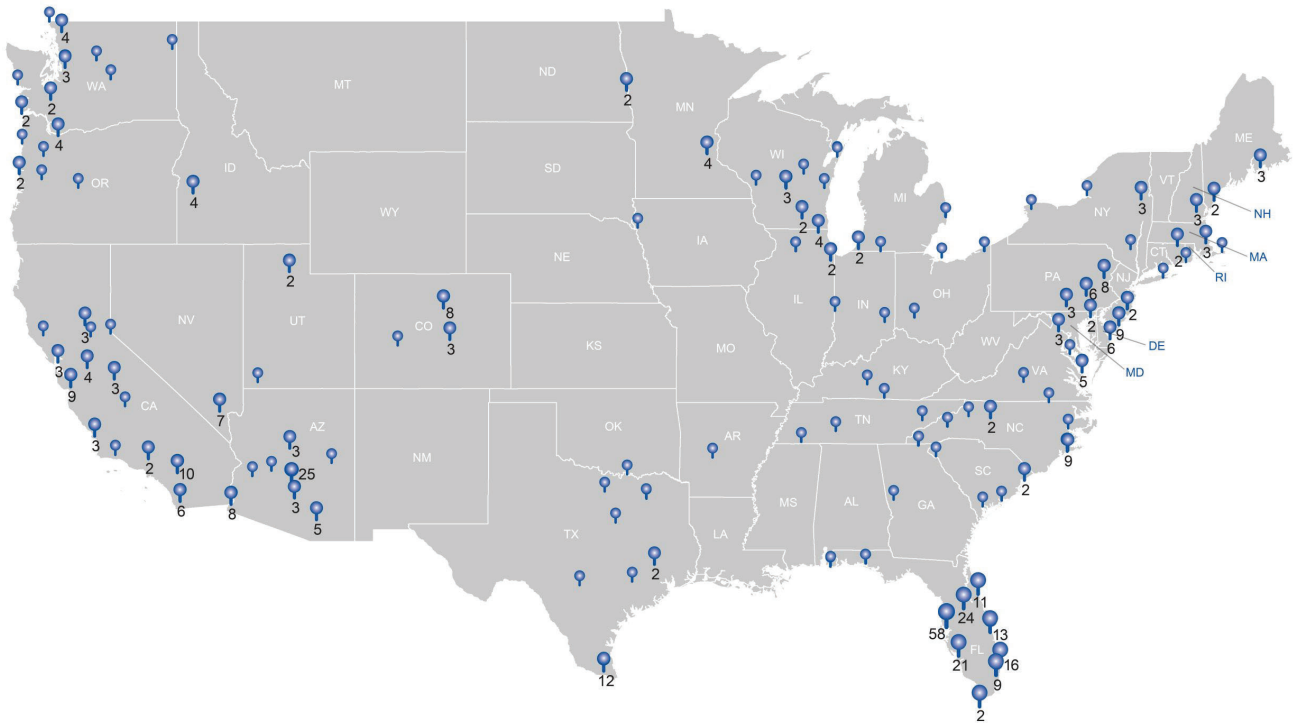 4
3
WA
2
2
4
2
OR
ID
4
MT
ND
2
MN
4
SD
WY
WI
3
2
4
2
2
MI
ME
3
VT
NH
2
3
3
NY
MA
3
2
CT
RI
PA
NJ
8
6
3
2
2
9
6
3
DE
MD
5
IA
NE
2
NV
UT
8
CO
3
3
3
4
3
9
CA
3
2
10
6
7
8
AZ
3
25
3
5
NM
KS
MO
IL
IN
OH
WV
VA
KY
TN
NC
2
9
SC
2
OK
AR
MS
AL
GA
LA
TX
2
12
11
24
58
13
FL
21
16
9
2